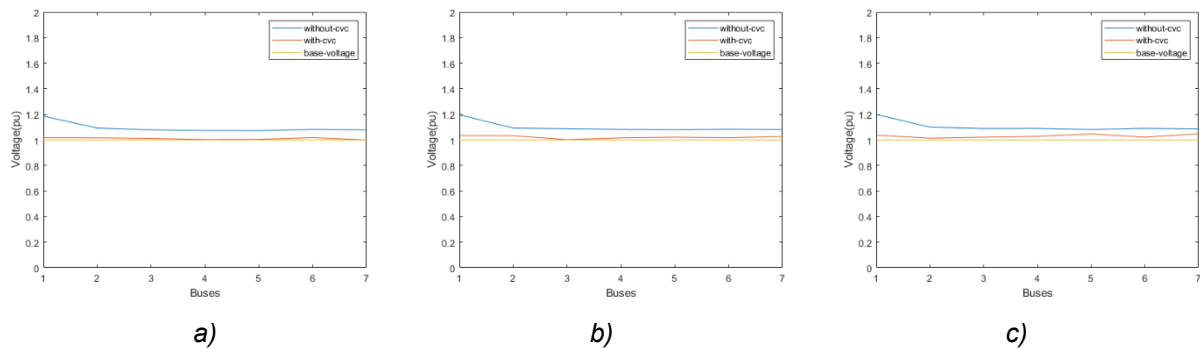 2
1.8
1.6
1.4
1.2
1
0.8
0.6
0.4
0.2
0
Voltage(pu)
without-cvc
with-cvc
base-voltage
1 2 3 4 5 6 7
Buses
a)
2
1.8
1.6
1.4
1.2
1
0.8
0.6
0.4
0.2
0
Voltage(pu)
without-cvc
with-cvc
base-voltage
1 2 3 4 5 6 7
Buses
b)
2
1.8
1.6
1.4
1.2
1
0.8
0.6
0.4
0.2
0
Voltage(pu)
without-cvc
with-cvc
base-voltage
1 2 3 4 5 6 7
Buses
c)